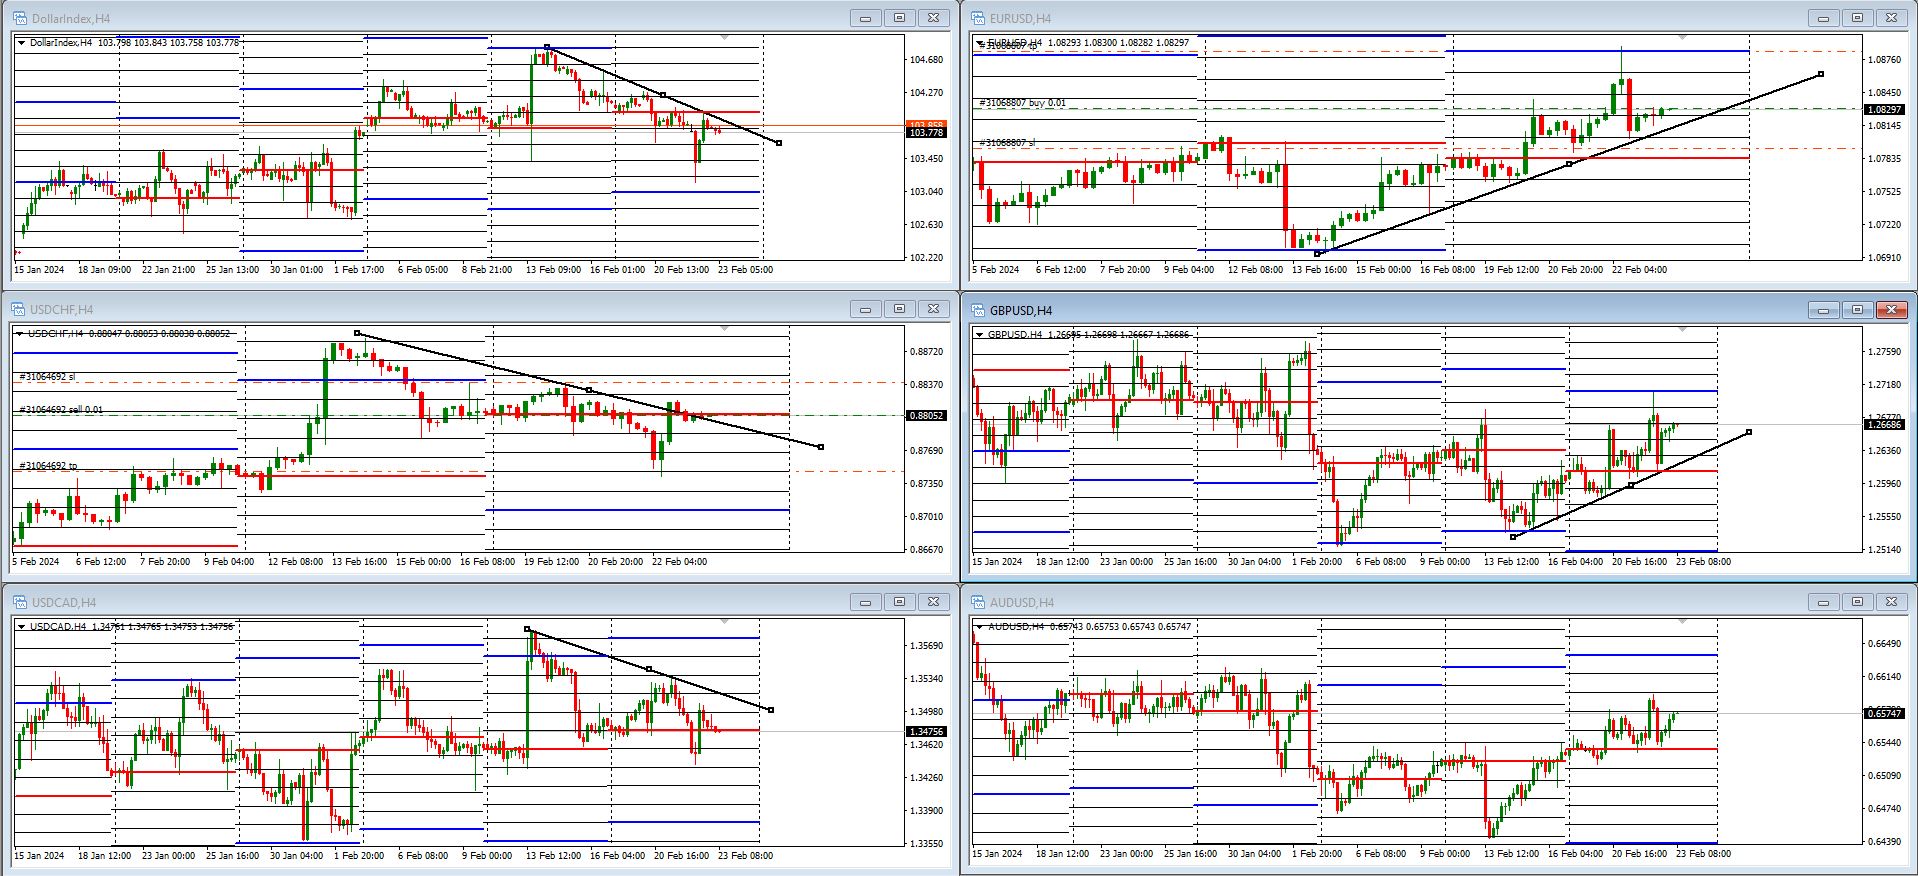 DollarIndex,H4
DollarIndex,H4 103.798 103.843 103.758 103.778
104.680
104.270
103.858
103.778
103.450
103.040
102.630
102.220
15 Jan 2024 18 Jan 09:00 22 Jan 21:00 25 Jan 13:00 30 Jan 01:00 1 Feb 17:00 6 Feb 05:00 8 Feb 21:00 13 Feb 09:00 16 Feb 01:00 20 Feb 13:00 23 Feb 05:00
EURUSD,H4
EURUSD,H4 1.08293 1.08300 1.08282 1.08297
#31068807 tp
#31068807 buy 0.01
#31068807 sl
1.08760
1.08450
1.08297
1.08145
1.07835
1.07525
1.07220
1.06910
5 Feb 2024 6 Feb 12:00 7 Feb 20:00 9 Feb 04:00 12 Feb 08:00 13 Feb 16:00 15 Feb 00:00 16 Feb 08:00 19 Feb 12:00 20 Feb 20:00 22 Feb 04:00
USDCHF,H4
USDCHF,H4 0.88047 0.88053 0.88038 0.88052
#31064692 sl
#31064692 sell 0.01
#31064692 tp
0.88720
0.88370
0.88052
0.87690
0.87350
0.87010
0.86670
5 Feb 2024 6 Feb 12:00 7 Feb 20:00 9 Feb 04:00 12 Feb 08:00 13 Feb 16:00 15 Feb 00:00 16 Feb 08:00 19 Feb 12:00 20 Feb 20:00 22 Feb 04:00
GBPUSD,H4
GBPUSD,H4 1.26695 1.26698 1.26667 1.26686
1.27590
1.27180
1.26770
1.26686
1.26360
1.25960
1.25550
1.25140
15 Jan 2024 18 Jan 12:00 23 Jan 00:00 25 Jan 16:00 30 Jan 04:00 1 Feb 20:00 6 Feb 08:00 9 Feb 00:00 13 Feb 12:00 16 Feb 04:00 20 Feb 16:00 23 Feb 08:00
USDCAD,H4
USDCAD,H4 1.34761 1.34765 1.34753 1.34756
1.35690
1.35340
1.34980
1.34756
1.34620
1.34260
1.33900
1.33550
15 Jan 2024 18 Jan 12:00 23 Jan 00:00 25 Jan 16:00 30 Jan 04:00 1 Feb 20:00 6 Feb 08:00 9 Feb 00:00 13 Feb 12:00 16 Feb 04:00 20 Feb 16:00 23 Feb 08:00
AUDUSD,H4
AUDUSD,H4 0.65743 0.65753 0.65743 0.65747
0.66490
0.66140
0.65747
0.65440
0.65090
0.64740
0.64390
15 Jan 2024 18 Jan 12:00 23 Jan 00:00 25 Jan 16:00 30 Jan 04:00 1 Feb 20:00 6 Feb 08:00 9 Feb 00:00 13 Feb 12:00 16 Feb 04:00 20 Feb 16:00 23 Feb 08:00